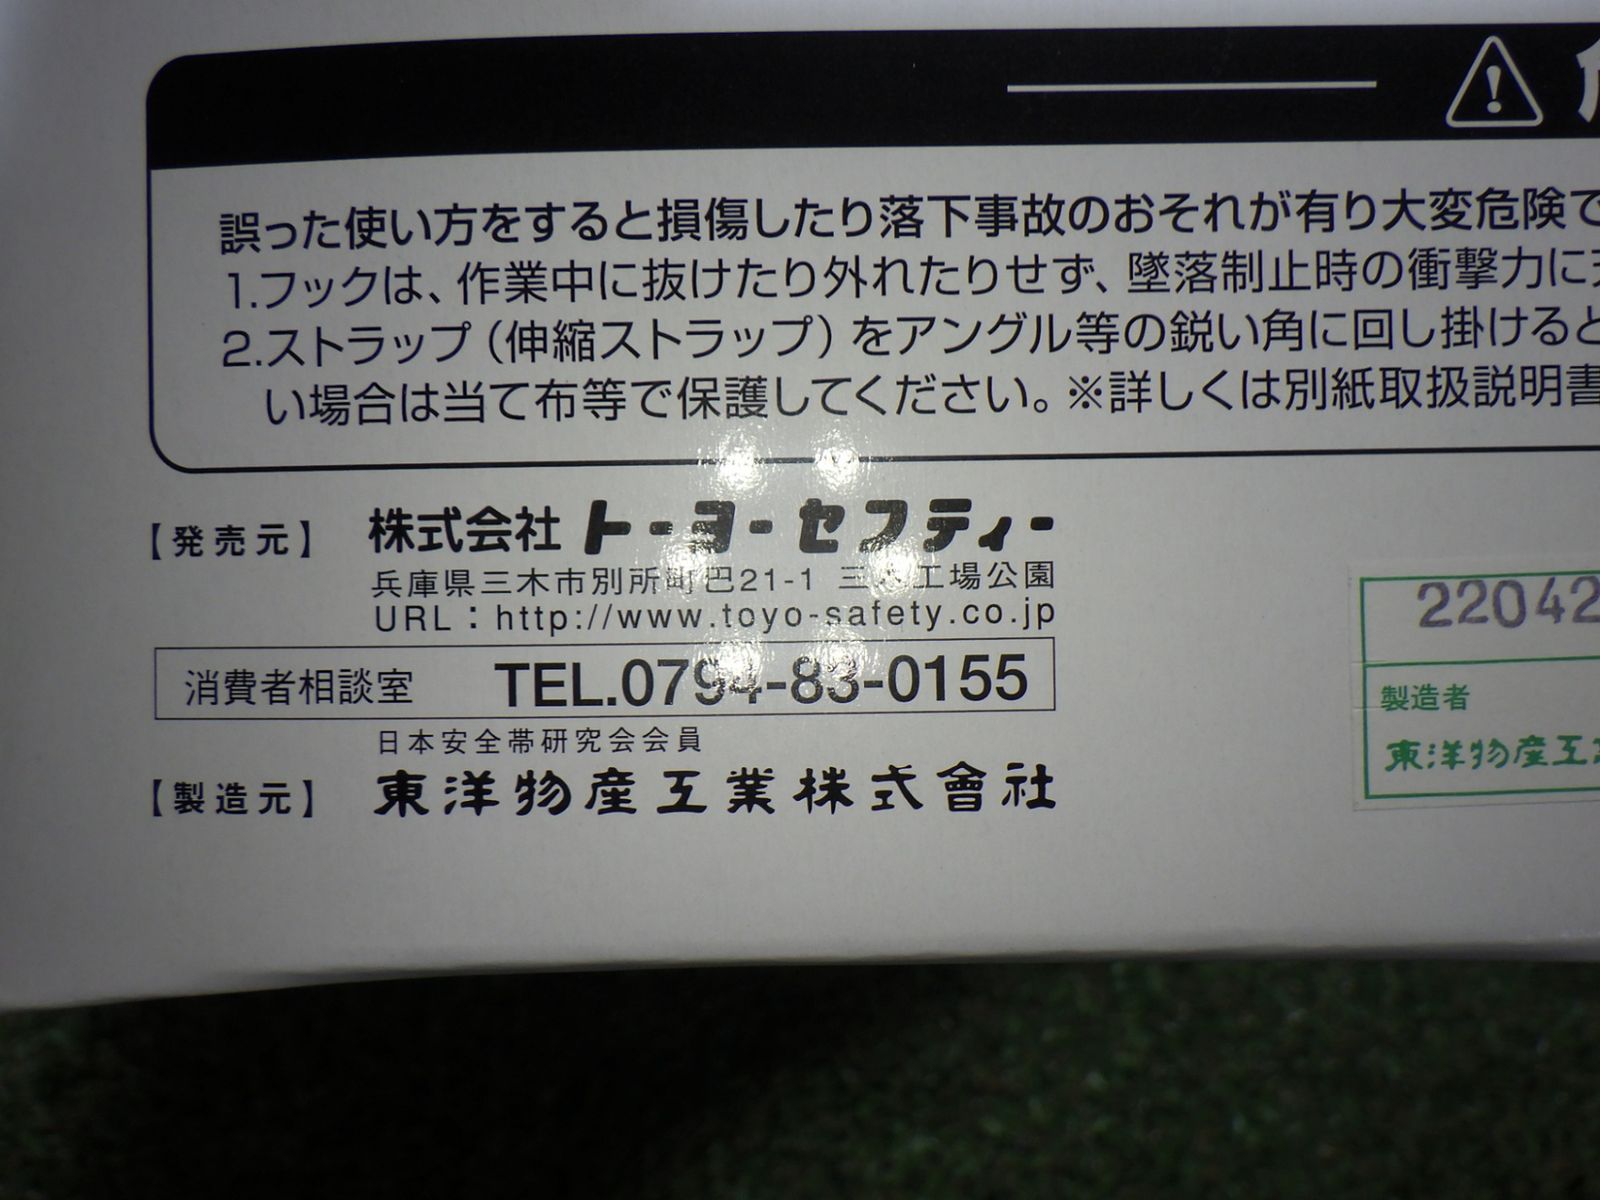 誤った使い方をすると損傷したり落下事故のおそれが有り大変危険で
1.フックは、作業中に抜けたり外れたりせず、墜落制止時の衝撃力に
2.ストラップ（伸縮ストラップ）をアングル等の鋭い角に回し掛けると
い場合は当て布等で保護してください。※詳しくは別紙取扱説明書
【発売元】 株式会社 トーヨーセフティー
兵庫県三木市別所町巴21-1 三木工場公園
URL：http://www.toyo-safety.co.jp
消費者相談室 TEL.0794-83-0155
日本安全帯研究会会員
【製造元】 東洋物産工業株式會社
22042
製造者
東洋物産工